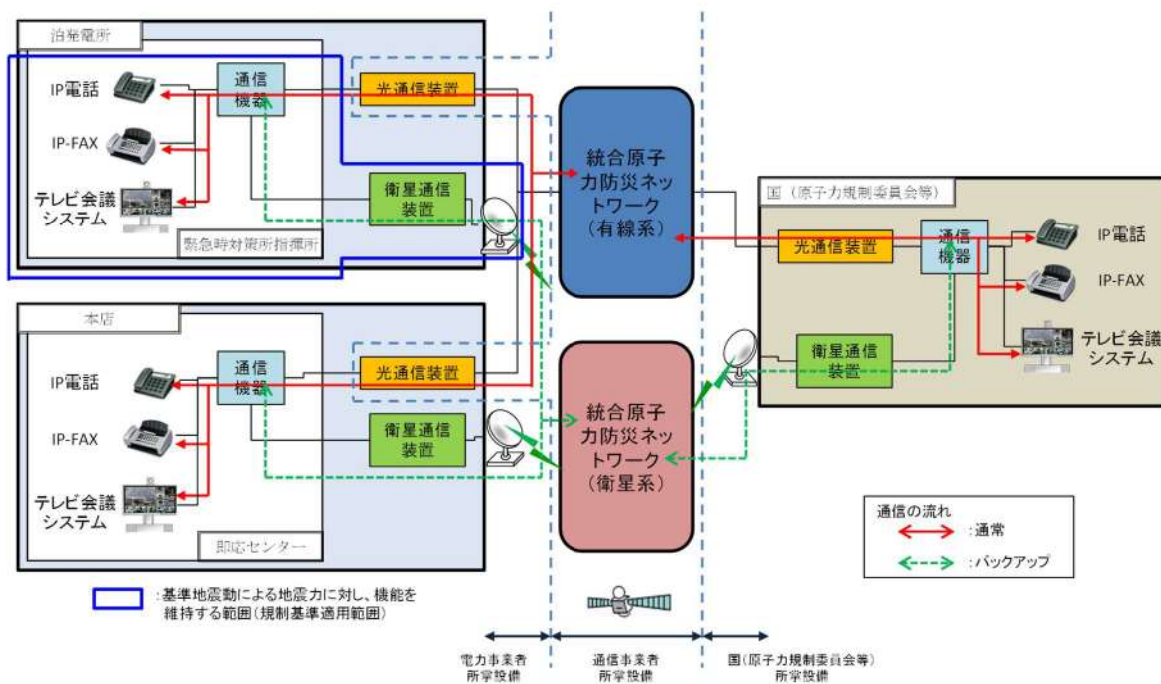 泊発電所
IP電話
IP-FAX
テレビ会議
システム
通信
機器
光通信装置
衛星通信
装置
緊急時対策所指揮所
本店
IP電話
IP-FAX
テレビ会議
システム
通信
機器
光通信装置
衛星通信
装置
即応センター
統合原子
力防災ネッ
トワーク
(有線系)
統合原子
力防災ネッ
トワーク
(衛星系)
国（原子力規制委員会等）
光通信装置
通信
機器
衛星通信
装置
IP電話
IP-FAX
テレビ会議
システム
通信の流れ
:通常
:バックアップ
:基準地震動による地震力に対し、機能を
維持する範囲(規制基準適用範囲)
電力事業者
所掌設備
通信事業者
所掌設備
国(原子力規制委員会等)
所掌設備